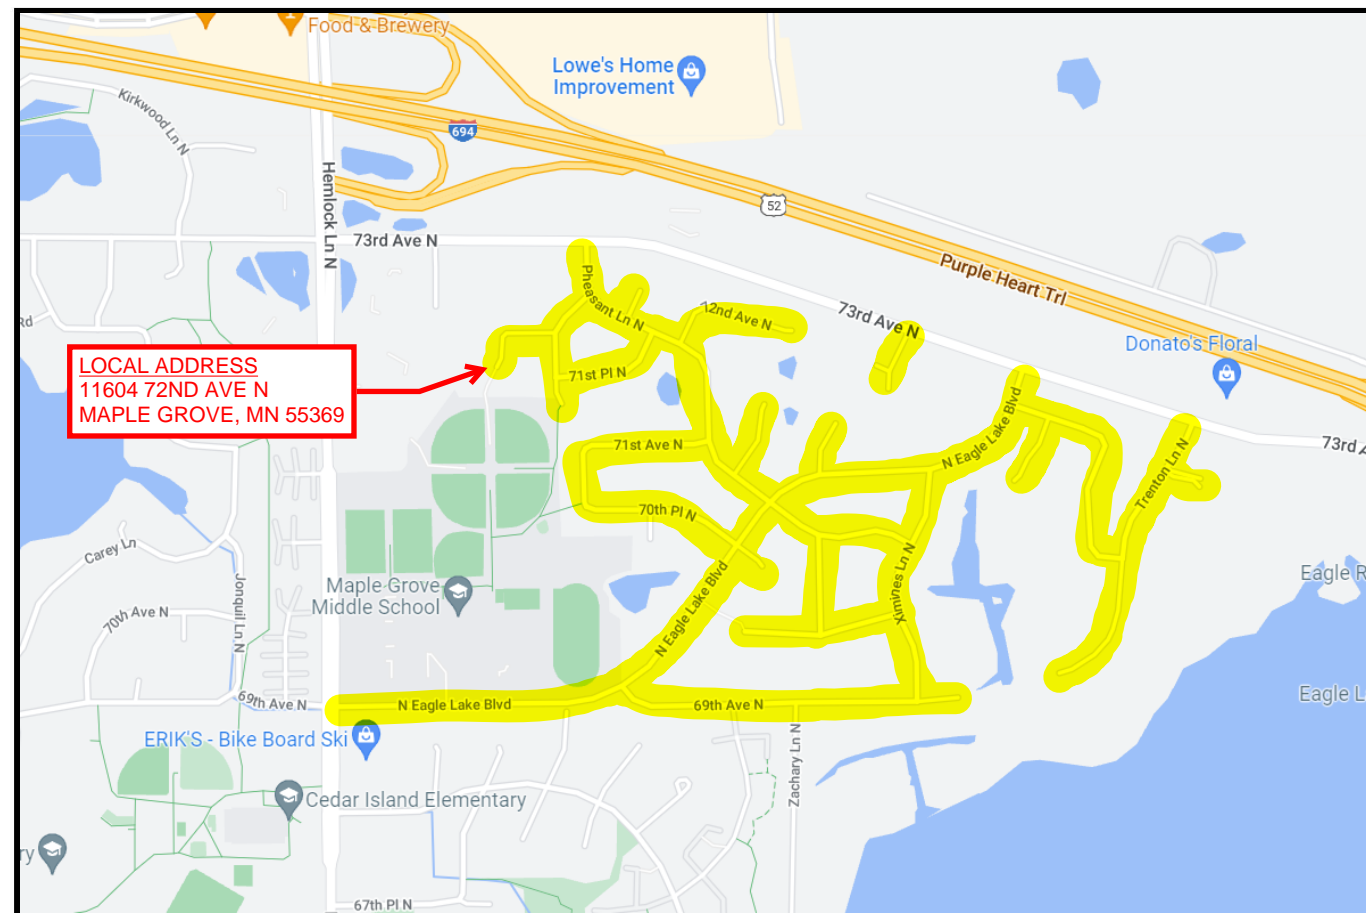 Food & Brewery
Lowe's Home
Improvement
Kirkwood Ln N
694
Hemlock Ln N
52
73rd Ave N
Purple Heart Trl
Pheasant Ln N
72nd Ave N
73rd Ave N
Rd
Donato's Floral
LOCAL ADDRESS
11604 72ND AVE N
MAPLE GROVE, MN 55369
71st Pl N
N Eagle Lake Blvd
71st Ave N
73rd A
Trenton Ln N
70th Pl N
Carey Ln
Jonquil Ln N
Maple Grove
Middle School
Ximines Ln N
Eagle R
70th Ave N
N Eagle Lake Blvd
69th Ave N
N Eagle Lake Blvd
69th Ave N
Eagle L
ERIK'S - Bike Board Ski
Zachary Ln N
Cedar Island Elementary
ry
67th Pl N